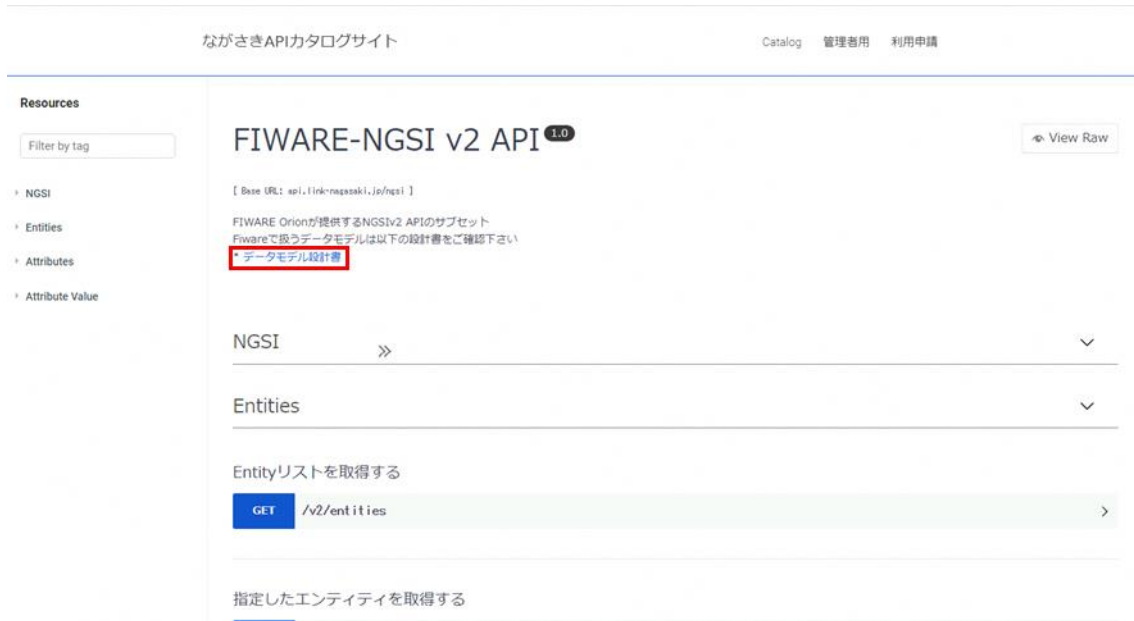 ながさきAPIカタログサイト
Catalog 管理者用 利用申請
Resources
Filter by tag
NGSI
Entities
Attributes
Attribute Value
FIWARE-NGSI v2 API 1.0
View Raw
[ Base URL: api.link-nagasaki.jp/ngsi ]
FIWARE Orionが提供するNGSIv2 APIのサブセット
Fiwareで扱うデータモデルは以下の設計書をご確認下さい
* データモデル設計書
NGSI
Entities
Entityリストを取得する
GET /v2/entities
指定したエンティティを取得する